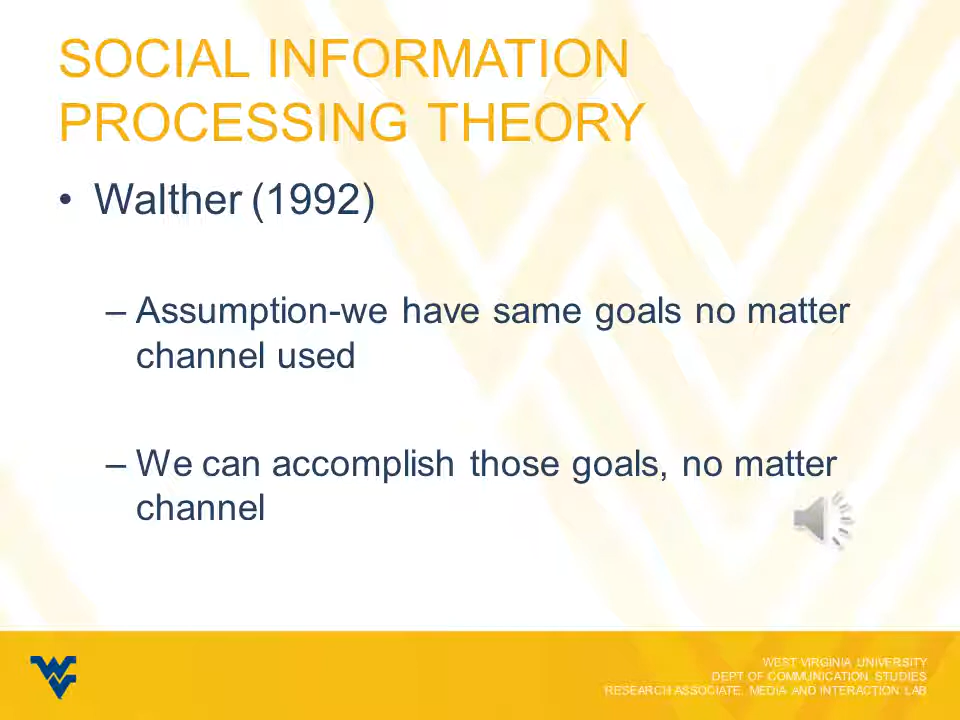 SOCIAL INFORMATION
PROCESSING THEORY
• Walther (1992)
– Assumption-we have same goals no matter
channel used
– We can accomplish those goals, no matter
channel
WEST VIRGINIA UNIVERSITY
DEPT OF COMMUNICATION STUDIES
RESEARCH ASSOCIATE, MEDIA AND INTERACTION LAB